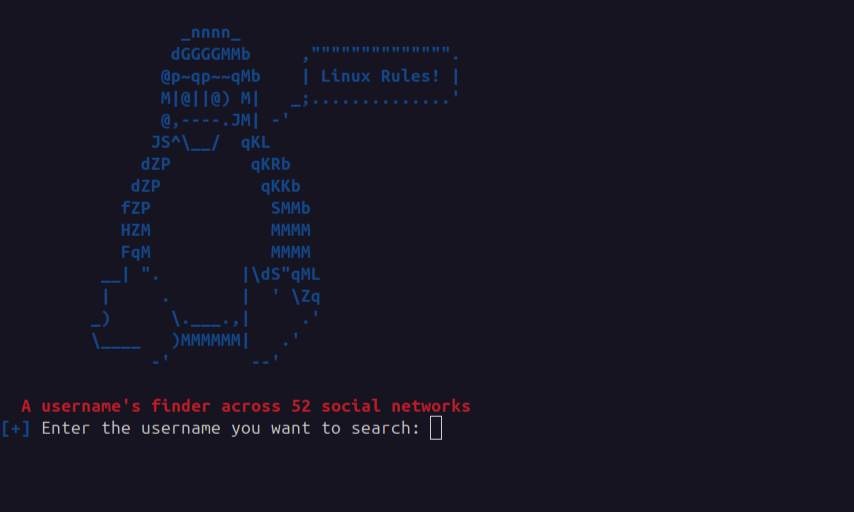 _nnnn_
        dGGGGMMb     ,"""""""""""""".
       @p~qp~~qMb    | Linux Rules! |
       M|@||@) M|   _;..............'
       @,----.JM| -'
      JS^\__/  qKL
     dZP        qKRb
    dZP          qKKb
   fZP            SMMb
   HZM            MMMM
   FqM            MMMM
 __| ".        |\dS"qML
 |     .       |  ' \Zq
_)      \.___.,|     .'
\____   )MMMMMM|   .'
      -'        --'
A username's finder across 52 social networks
[+] Enter the username you want to search: